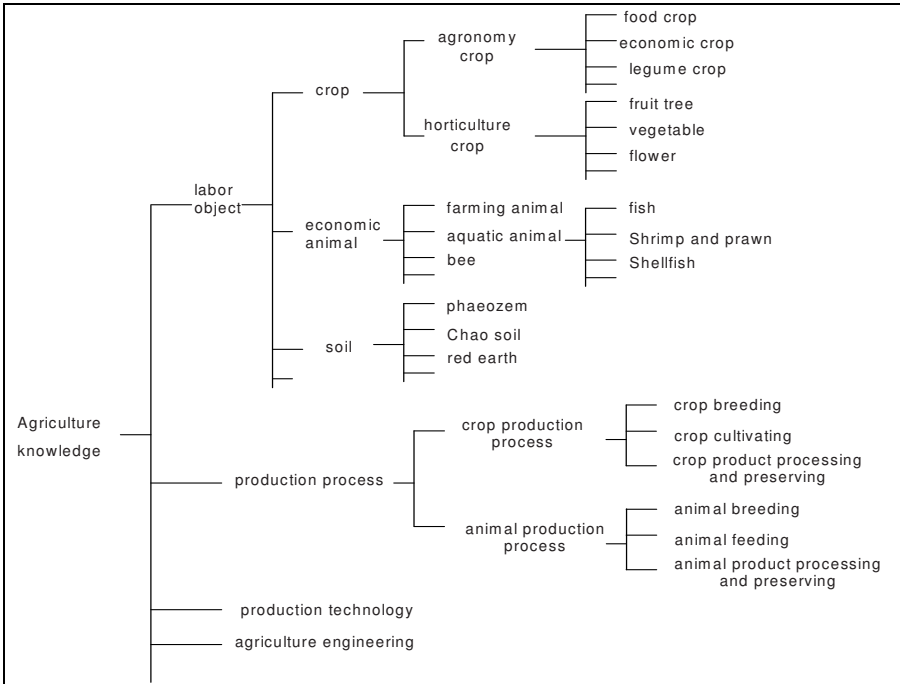 food crop
agronomy
crop
economic crop
legume crop
crop
fruit tree
horticulture
crop
vegetable
flower
labor
object
farming animal
fish
economic
animal
aquatic animal
Shrimp and prawn
bee
Shellfish
phaeozem
Chao soil
soil
red earth
Agriculture
knowledge
crop breeding
crop production
process
crop cultivating
crop product processing
and preserving
production process
animal breeding
animal production
process
animal feeding
animal product processing
and preserving
production technology
agriculture engineering